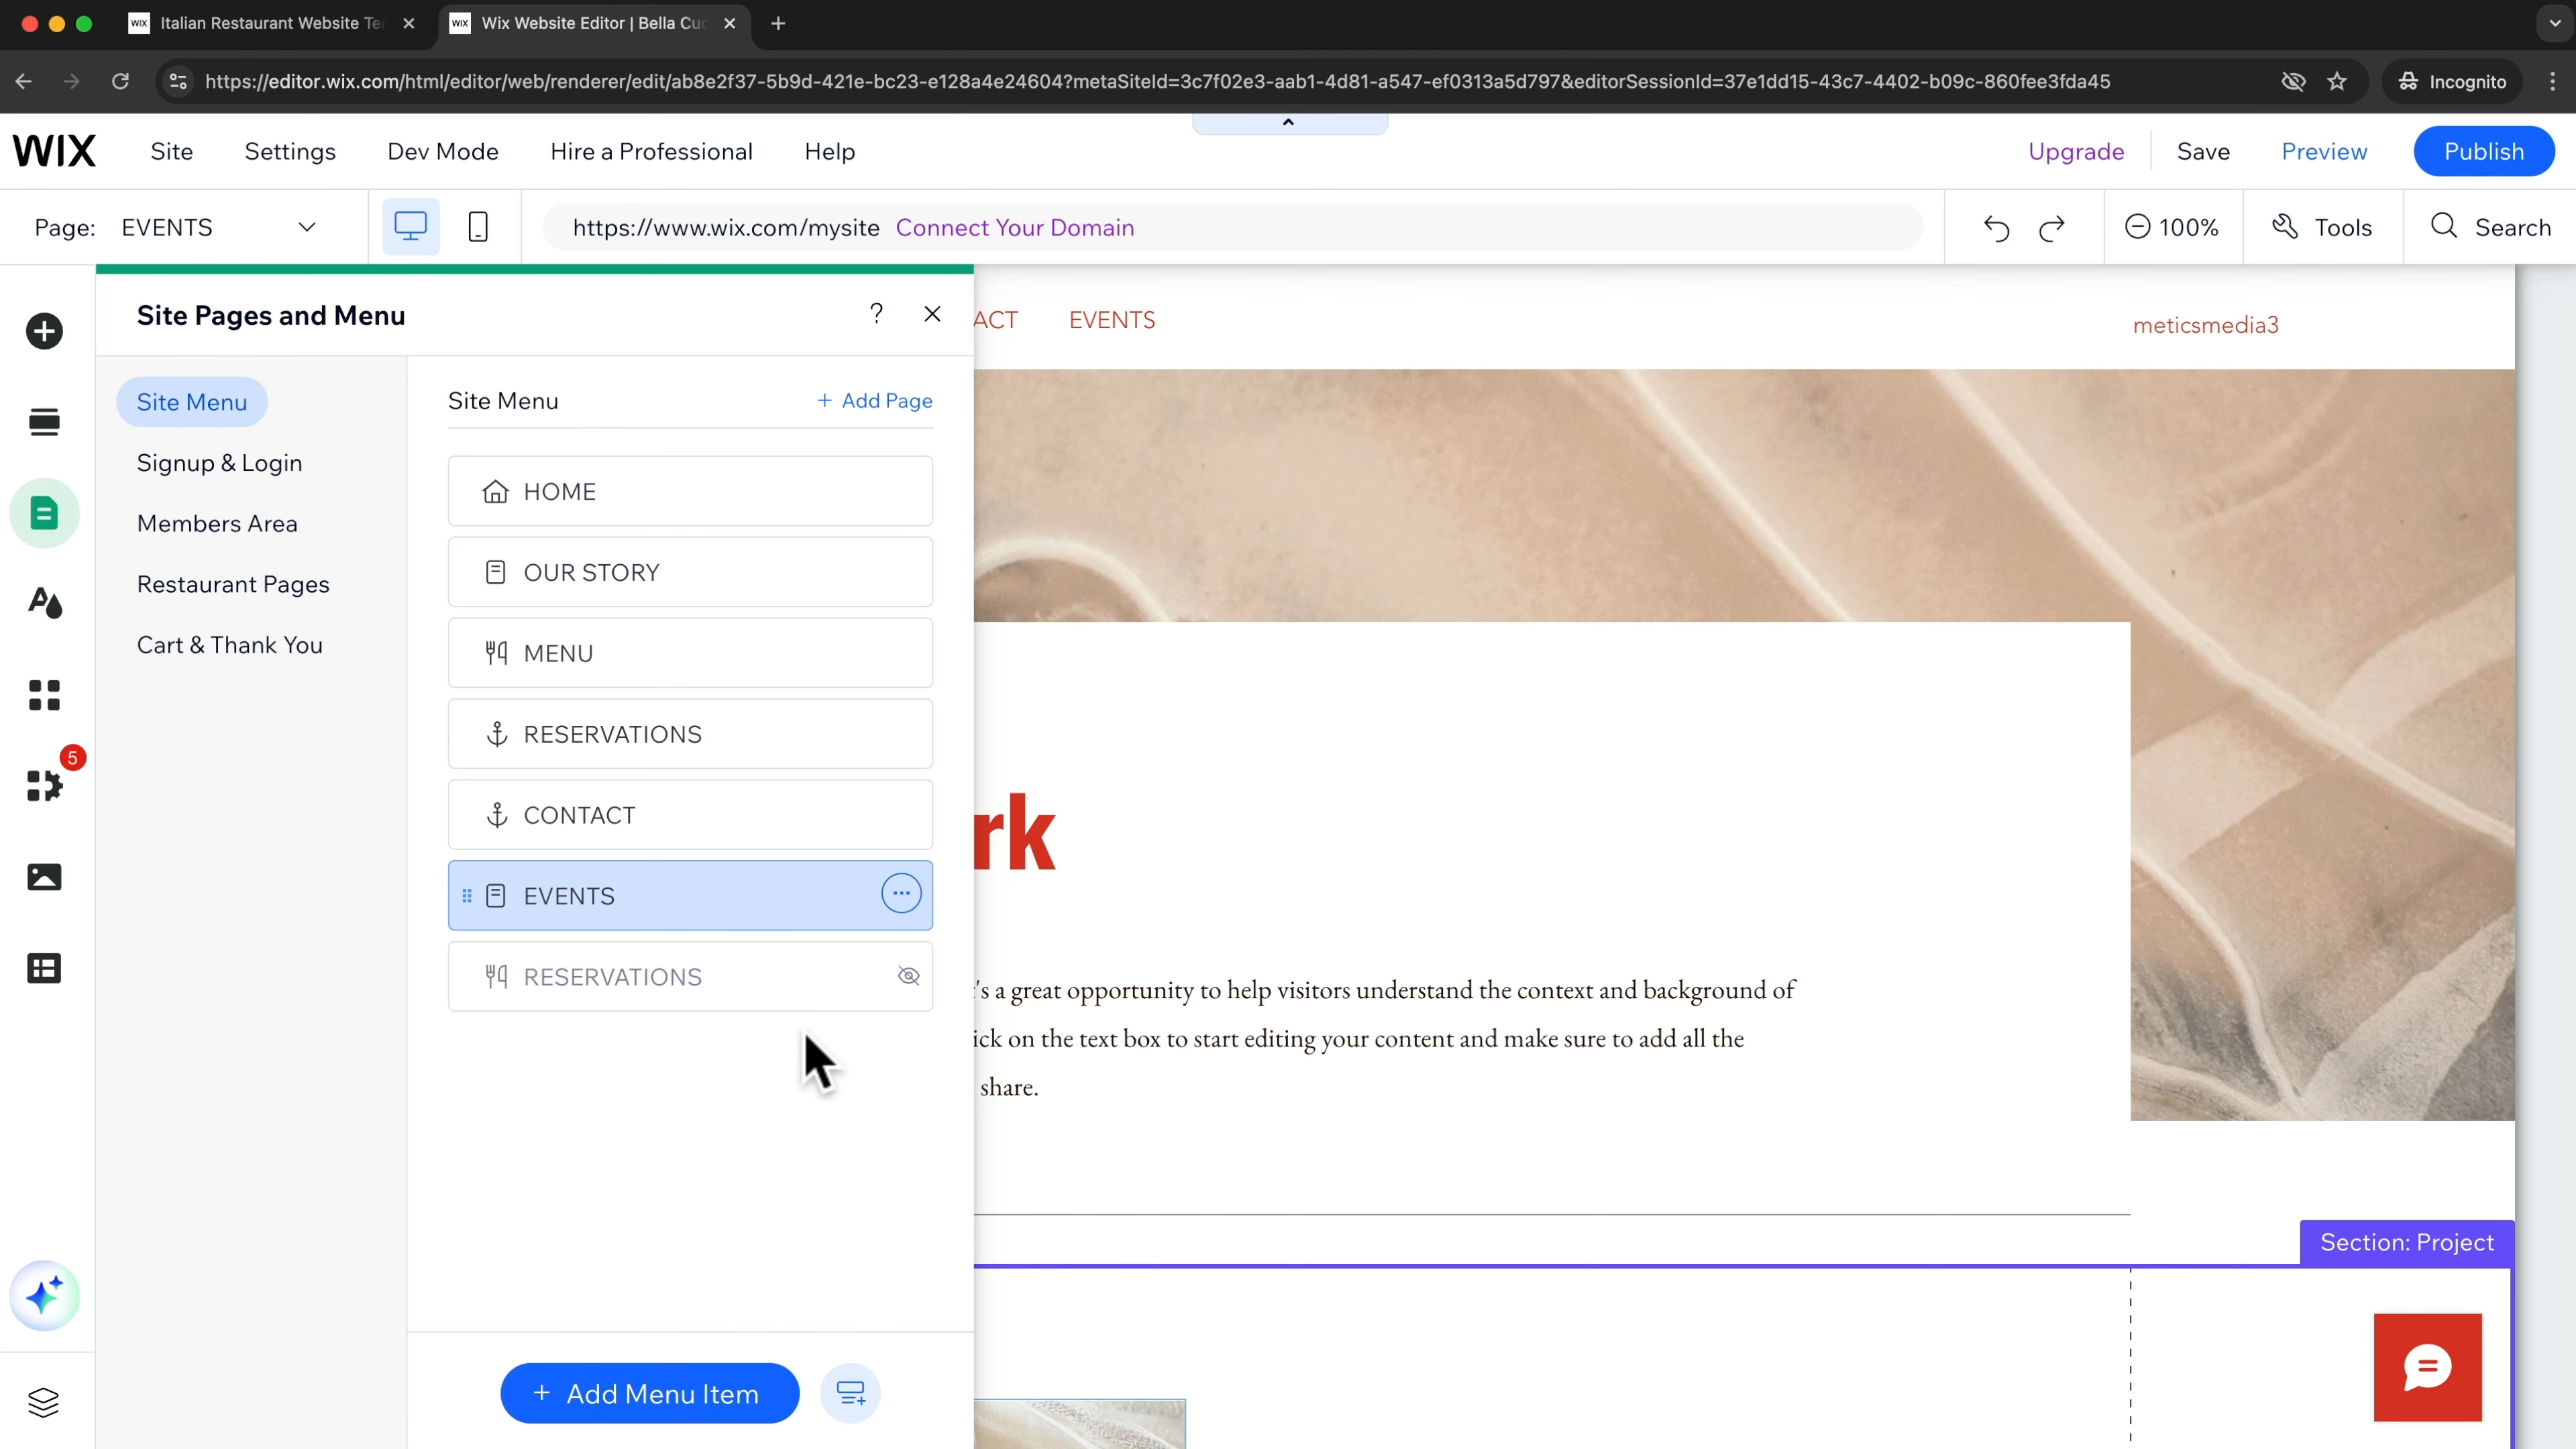 WIX Italian Restaurant Website Te
WIX Wix Website Editor | Bella Cuc
https://editor.wix.com/html/editor/web/renderer/edit/ab8e2f37-5b9d-421e-bc23-e128a4e24604?metaSiteId=3c7f02e3-aab1-4d81-a547-ef0313a5d797&editorSessionId=37e1dd15-43c7-4402-b09c-860fee3fda45
Incognito
WIX Site Settings Dev Mode Hire a Professional Help Upgrade Save Preview Publish
Page: EVENTS https://www.wix.com/mysite Connect Your Domain 100% Tools Search
Site Pages and Menu ?
ACT EVENTS meticsmedia3
Site Menu
Signup & Login
Members Area
Restaurant Pages
Cart & Thank You
5
Site Menu + Add Page
HOME
OUR STORY
MENU
RESERVATIONS
CONTACT
EVENTS
RESERVATIONS
+ Add Menu Item
rk
's a great opportunity to help visitors understand the context and background of
ick on the text box to start editing your content and make sure to add all the
share.
Section: Project